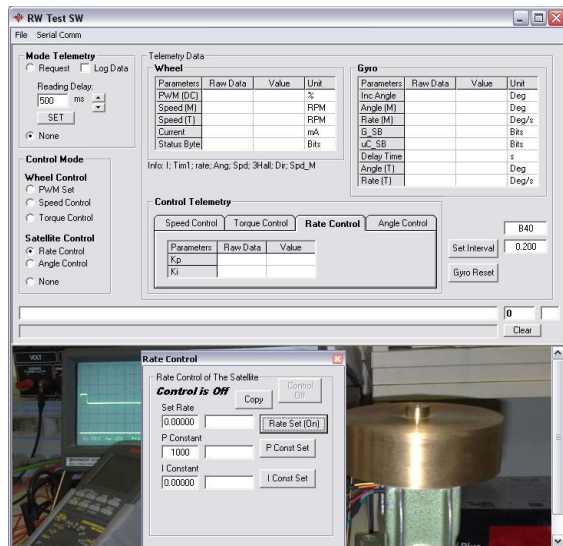 RW Test SW
File Serial Comm
Mode Telemetry
Request Log Data
Reading Delay:
500 ms
SET
None
Control Mode
Wheel Control
PWM Set
Speed Control
Torque Control
Satellite Control
Rate Control
Angle Control
None
Telemetry Data
Wheel
Parameters Raw Data Value Unit
PWM (DC) %
Speed (M) RPM
Speed (T) RPM
Current mA
Status Byte Bits
Info: I; Tim1; rate; Ang; Spd; 3Hall; Dir; Spd_M
Gyro
Parameters Raw Data Value Unit
Inc Angle Deg
Angle (M) Deg
Rate (M) Deg/s
G_SB Bits
uC_SB Bits
Delay Time s
Angle (T) Deg
Rate (T) Deg/s
Control Telemetry
Speed Control Torque Control Rate Control Angle Control
Parameters Raw Data Value
Kp
Ki
B40
Set Interval 0.200
Gyro Reset
0
Clear
Rate Control
Rate Control of The Satellite
Control is Off
Copy
Control Off
Set Rate
0.00000
Rate Set (On)
P Constant
1000
P Const Set
I Constant
0.00000
I Const Set
VOLT